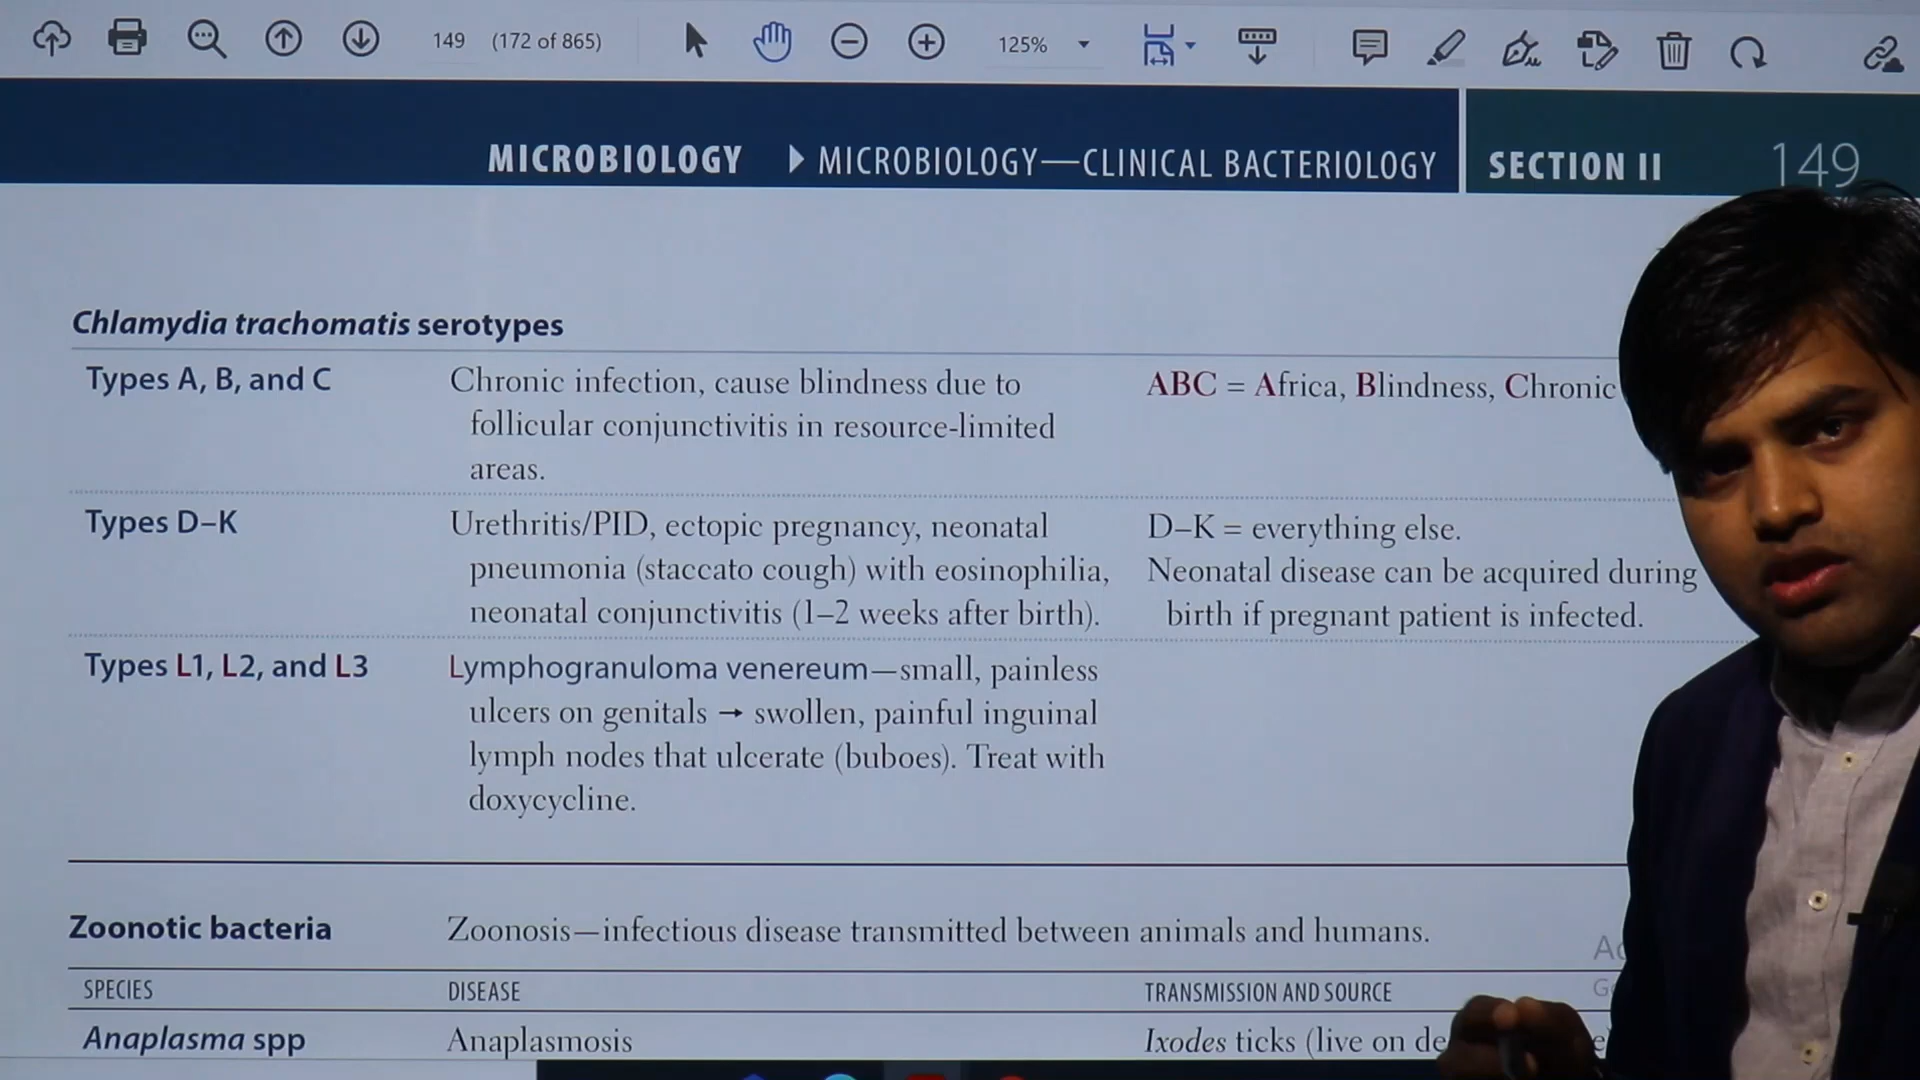 149 (172 of 865) 125%
MICROBIOLOGY ▶ MICROBIOLOGY—CLINICAL BACTERIOLOGY SECTION II 149
Chlamydia trachomatis serotypes
Types A, B, and C
Chronic infection, cause blindness due to
follicular conjunctivitis in resource-limited
areas.
ABC = Africa, Blindness, Chronic
Types D–K
Urethritis/PID, ectopic pregnancy, neonatal
pneumonia (staccato cough) with eosinophilia,
neonatal conjunctivitis (1–2 weeks after birth).
D–K = everything else.
Neonatal disease can be acquired during
birth if pregnant patient is infected.
Types L1, L2, and L3
Lymphogranuloma venereum—small, painless
ulcers on genitals → swollen, painful inguinal
lymph nodes that ulcerate (buboes). Treat with
doxycycline.
Zoonotic bacteria
Zoonosis—infectious disease transmitted between animals and humans.
SPECIES DISEASE TRANSMISSION AND SOURCE
Anaplasma spp Anaplasmosis Ixodes ticks (live on